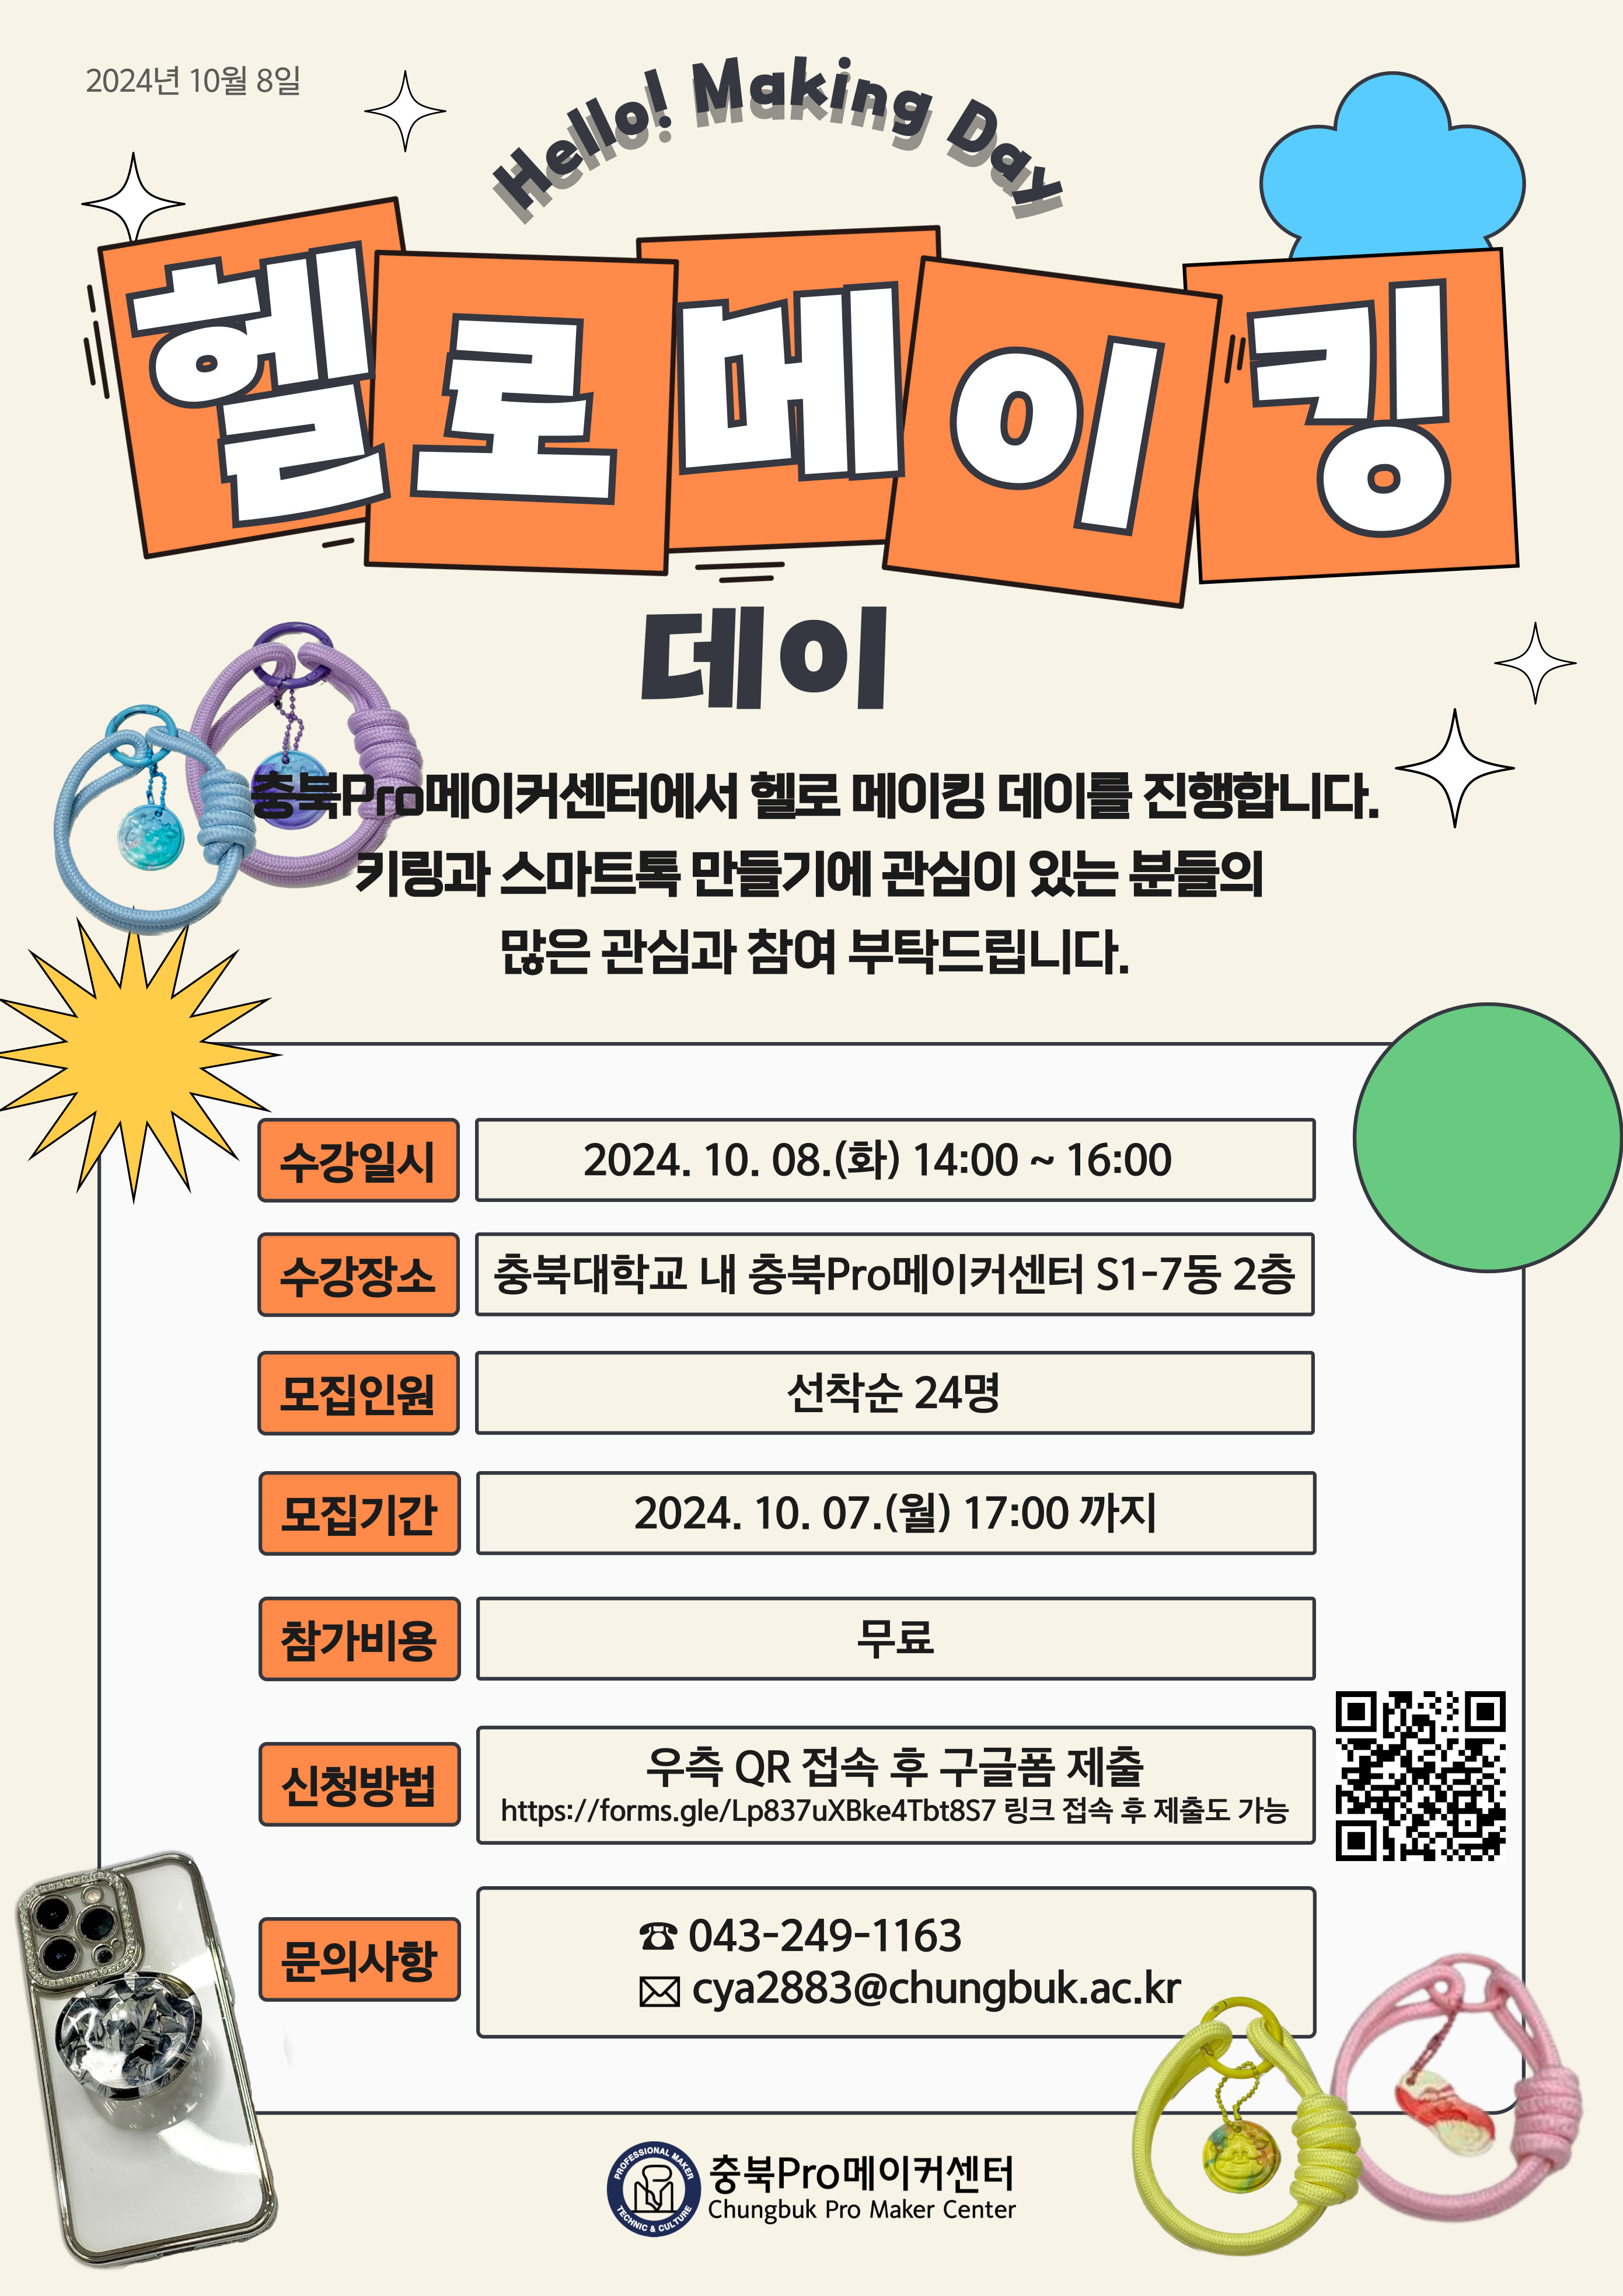 2024년 10월 8일
Hello! Making Day
헬로메이킹
데이
충북Pro메이커센터에서 헬로 메이킹 데이를 진행합니다.
키링과 스마트톡 만들기에 관심이 있는 분들의
많은 관심과 참여 부탁드립니다.
수강일시
2024. 10. 08.(화) 14:00 ~ 16:00
수강장소
충북대학교 내 충북Pro메이커센터 S1-7동 2층
모집인원
선착순 24명
모집기간
2024. 10. 07.(월) 17:00 까지
참가비용
무료
신청방법
우측 QR 접속 후 구글폼 제출
https://forms.gle/Lp837uXBke4Tbt8S7 링크 접속 후 제출도 가능
문의사항
☎ 043-249-1163
✉ cya2883@chungbuk.ac.kr
PROFESSIONAL MAKER
TECHNIC & CULTURE
충북Pro메이커센터
Chungbuk Pro Maker Center